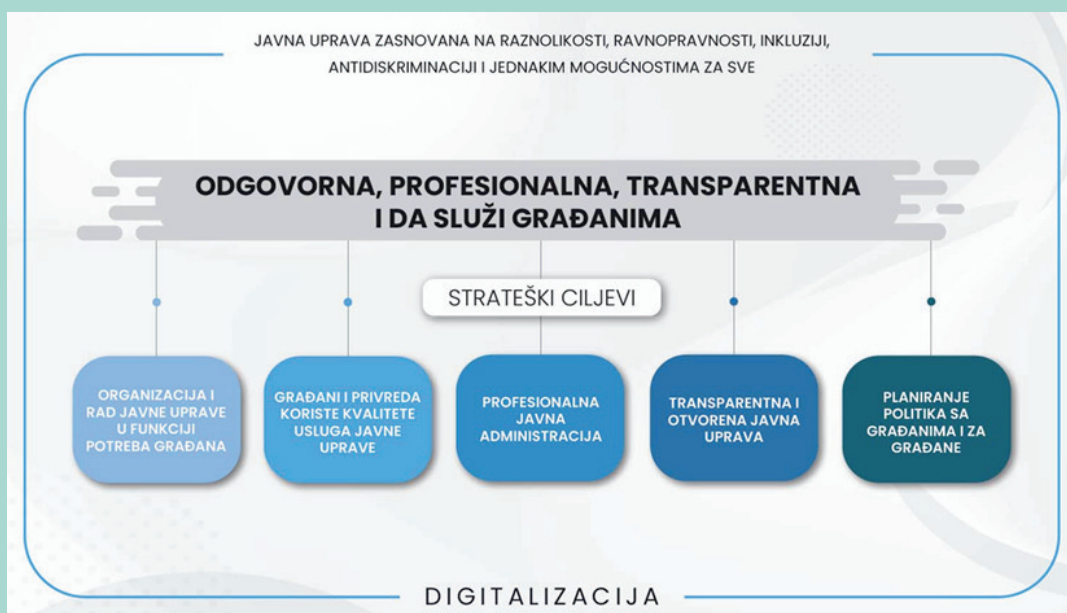 JAVNA UPRAVA ZASNOVANA NA RAZNOLIKOSTI, RAVNOPRAVNOSTI, INKLUZIJI,
ANTIDISKRIMINACIJI I JEDNAKIM MOGUĆNOSTIMA ZA SVE
ODGOVORNA, PROFESIONALNA, TRANSPARENTNA
I DA SLUŽI GRAĐANIMA
STRATEŠKI CILJEVI
ORGANIZACIJA I
RAD JAVNE UPRAVE
U FUNKCIJI
POTREBA GRAĐANA
GRAĐANI I PRIVREDA
KORISTE KVALITETE
USLUGA JAVNE
UPRAVE
PROFESIONALNA
JAVNA
ADMINISTRACIJA
TRANSPARENTNA I
OTVORENA JAVNA
UPRAVA
PLANIRANJE
POLITIKA SA
GRAĐANIMA I ZA
GRAĐANE
DIGITALIZACIJA